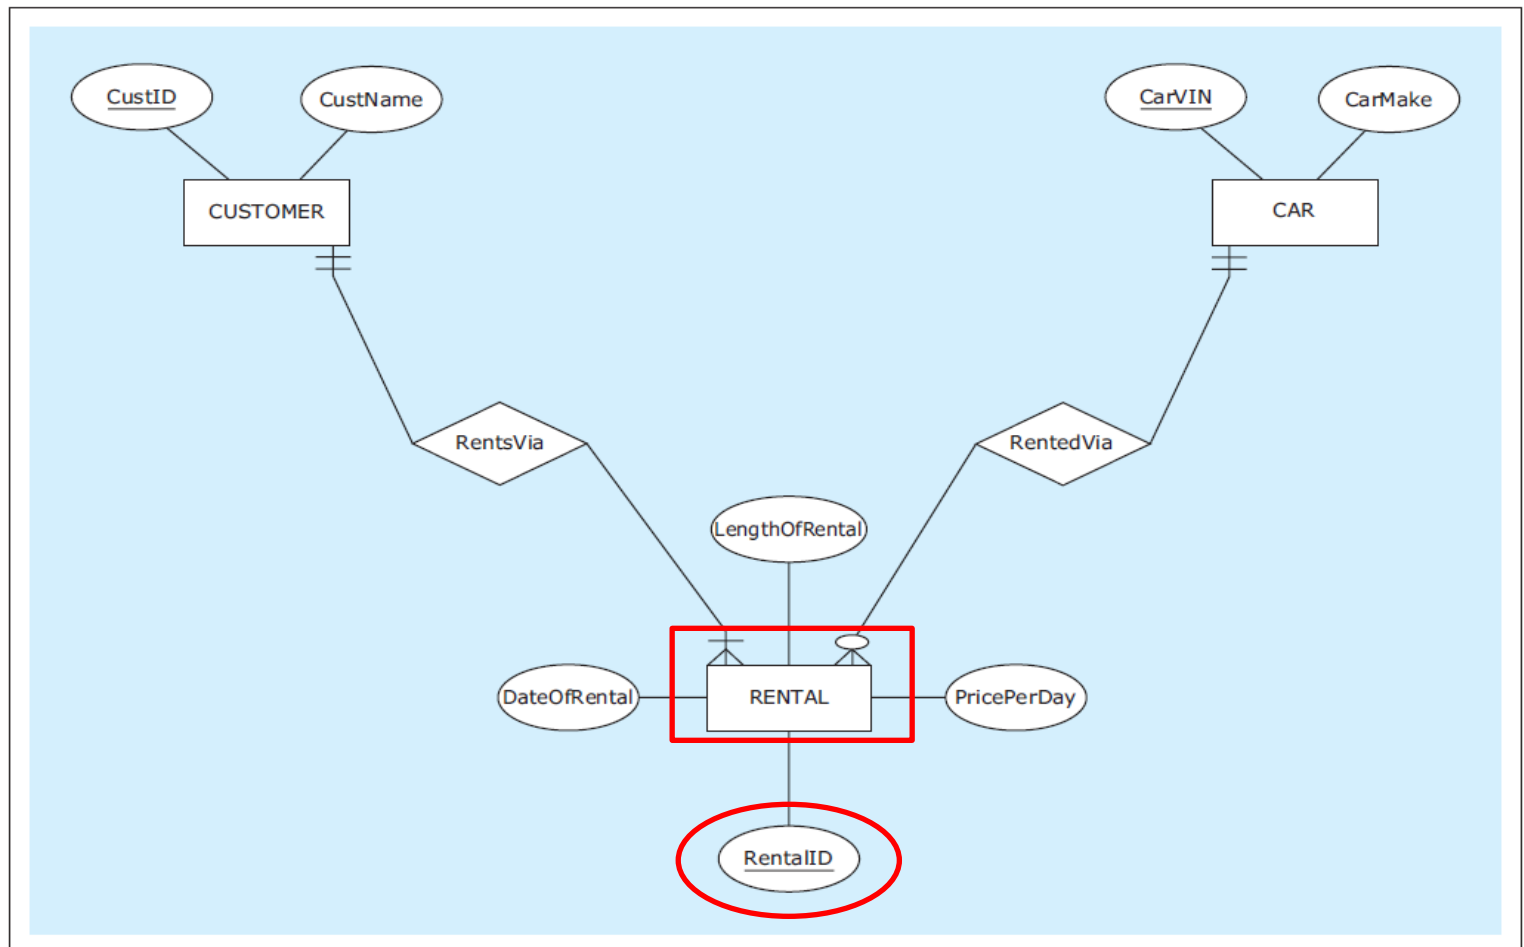 CustID
CustName
CarVIN
CarMake
CUSTOMER
CAR
RentsVia
RentedVia
LengthOfRental
DateOfRental
RENTAL
PricePerDay
RentalID